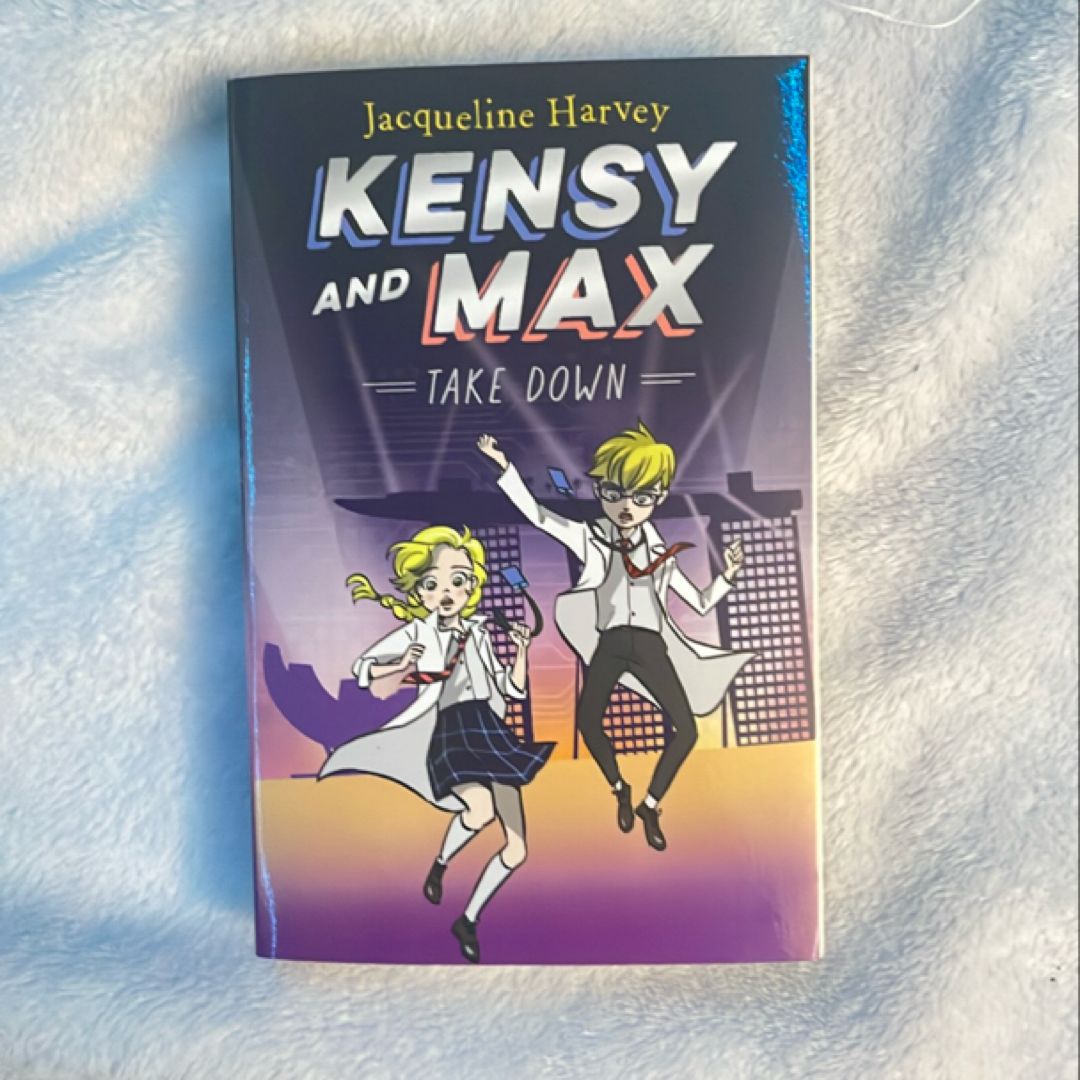 Jacqueline Harvey
KENSY
AND MAX
TAKE DOWN